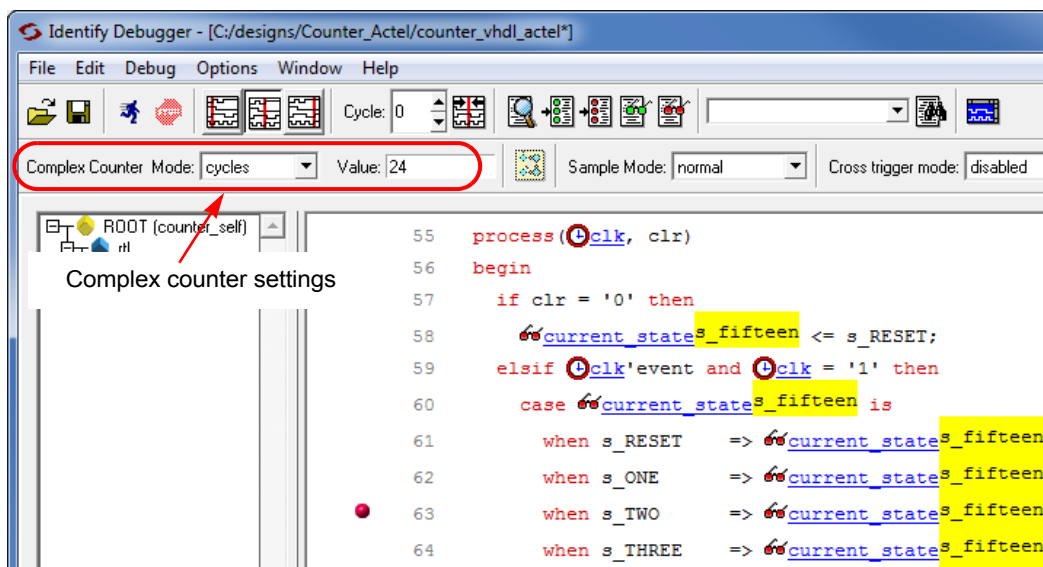 Identify Debugger - [C:/designs/Counter_Actel/counter_vhdl_actel*]
File Edit Debug Options Window Help
Cycle: 0
Complex Counter Mode: cycles Value: 24 Sample Mode: normal Cross trigger mode: disabled
ROOT (counter_self)
rtl
Complex counter settings
55 process(clk, clr)
56 begin
57 if clr = '0' then
58 current_state s_fifteen <= s_RESET;
59 elsif clk'event and clk = '1' then
60 case current_state s_fifteen is
61 when s_RESET => current_state s_fifteen
62 when s_ONE => current_state s_fifteen
63 when s_TWO => current_state s_fifteen
64 when s_THREE => current_state s_fifteen